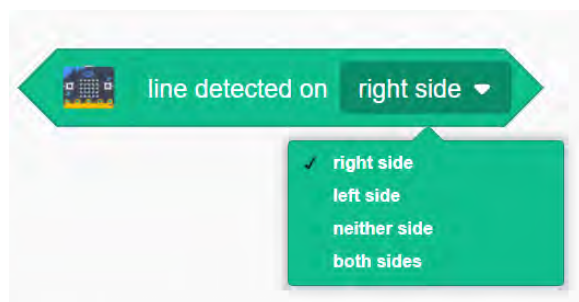 line detected on right side
right side
left side
neither side
both sides